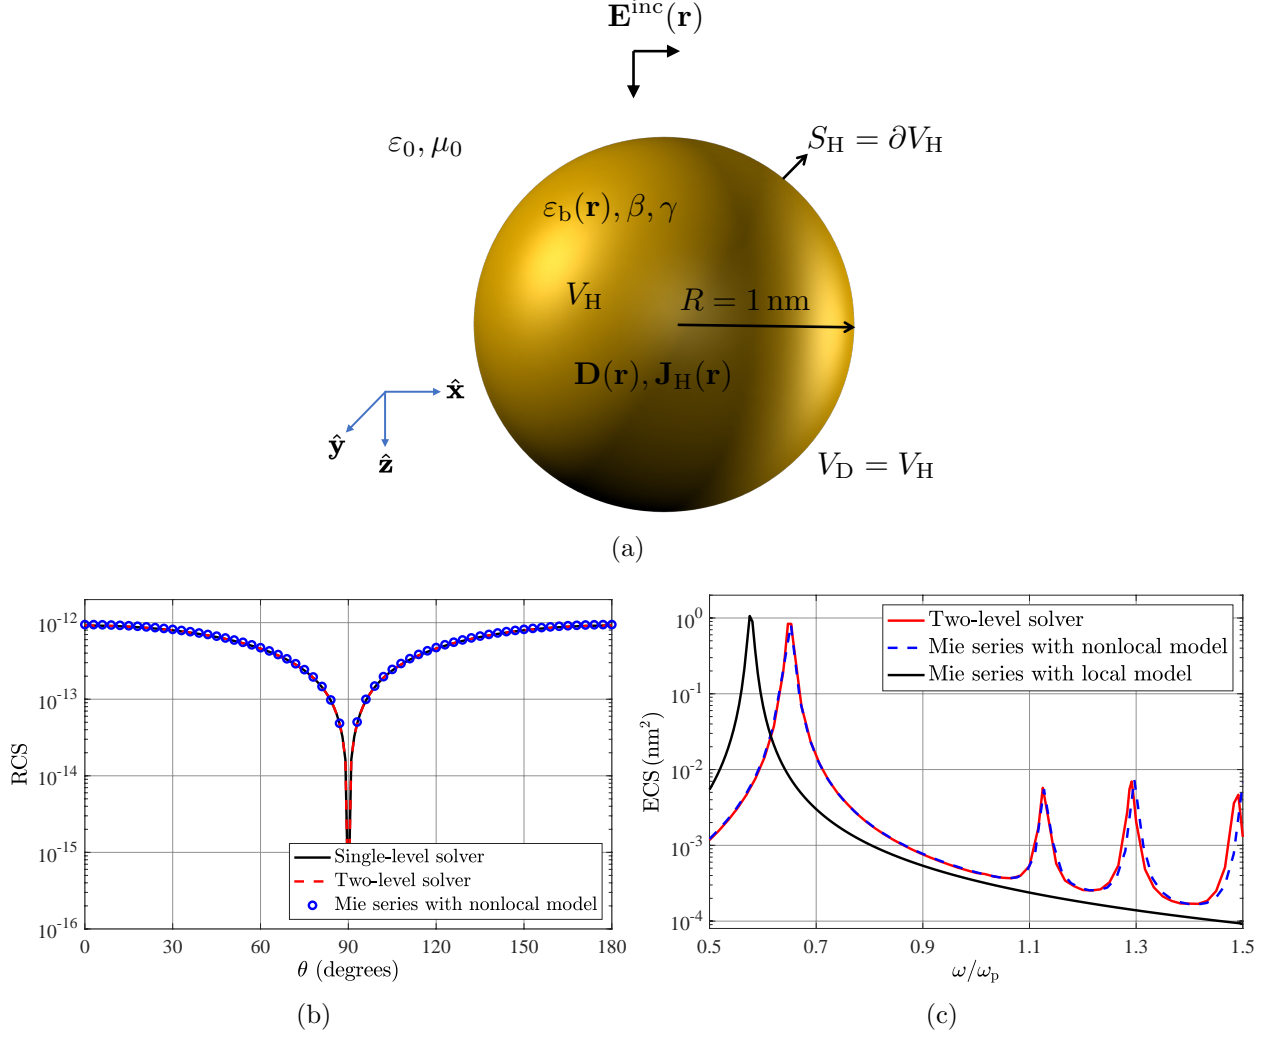 E^inc(r)
ε_0, μ_0
S_H = ∂V_H
ε_b(r), β, γ
V_H
R = 1 nm
D(r), J_H(r)
x̂
ŷ
ẑ
V_D = V_H
(a)
RCS
10^-12
10^-13
10^-14
10^-15
10^-16
Single-level solver
Two-level solver
Mie series with nonlocal model
0 30 60 90 120 150 180
θ (degrees)
(b)
ECS (nm^2)
10^0
10^-1
10^-2
10^-3
10^-4
Two-level solver
Mie series with nonlocal model
Mie series with local model
0.5 0.7 0.9 1.1 1.3 1.5
ω/ω_p
(c)